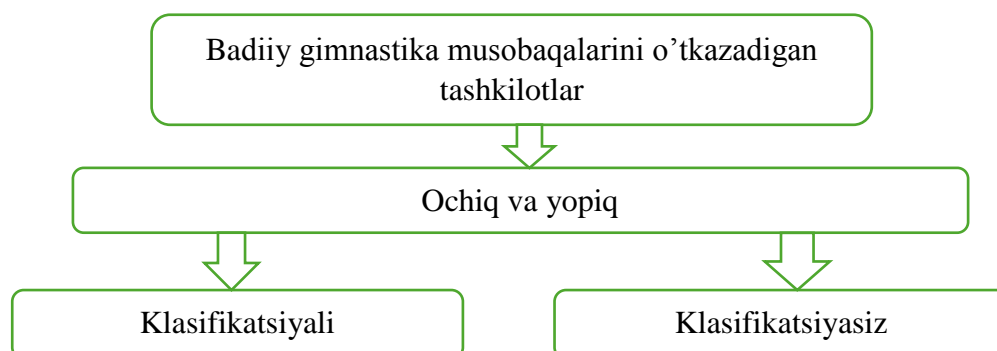 Badiiy gimnastika musobaqalarini o’tkazadigan
tashkilotlar
Ochiq va yopiq
Klasifikatsiyali
Klasifikatsiyasiz